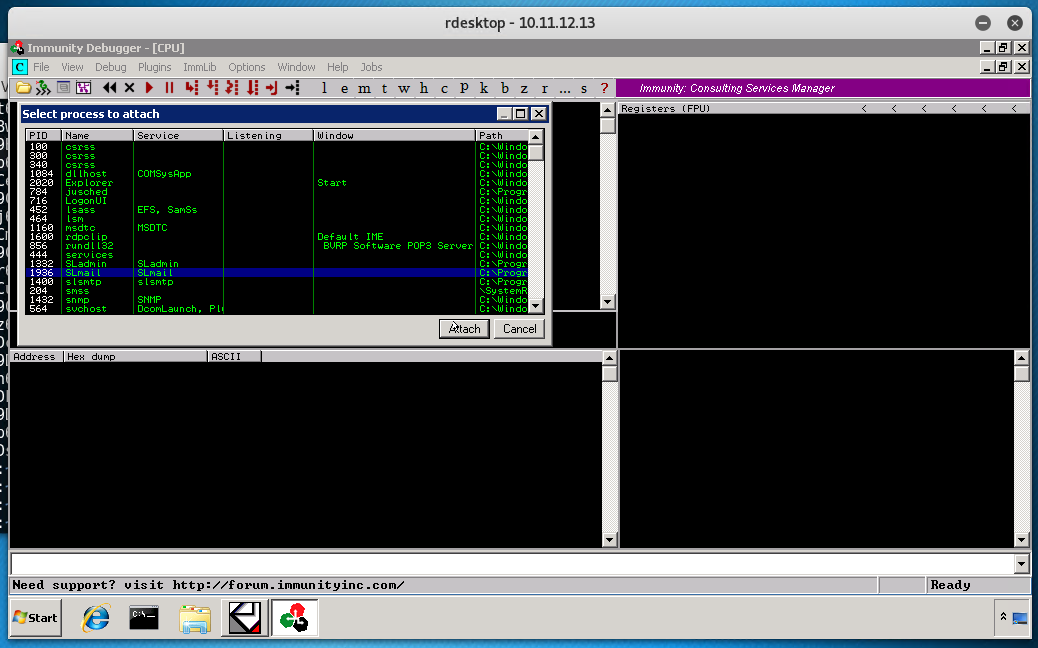 rdesktop - 10.11.12.13
Immunity Debugger - [CPU]
C File View Debug Plugins ImmLib Options Window Help Jobs
l e m t w h c P k b z r ... s ?
Immunity: Consulting Services Manager
Select process to attach
Registers (FPU) < < < < < <
PID Name Service Listening Window Path
100 csrss C:\Windo
300 csrss C:\Windo
340 csrss C:\Windo
1084 dllhost COMSysApp C:\Windo
2020 Explorer Start C:\Windo
784 jusched C:\Progr
716 LogonUI C:\Windo
452 lsass EFS, SamSs C:\Windo
464 lsm C:\Windo
1160 msdtc MSDTC C:\Windo
1600 rdpclip Default IME C:\Windo
856 rundll32 BVRP Software POP3 Server C:\Windo
444 services C:\Windo
1332 SLadmin SLadmin C:\Progr
1936 SLmail SLmail C:\Progr
1400 slsmtp slsmtp C:\Progr
204 smss \SystemR
1432 snmp SNMP C:\Windo
564 svchost DcomLaunch, Pl C:\Windo
Attach Cancel
Address Hex dump ASCII
Need support? visit http://forum.immunityinc.com/ Ready
Start